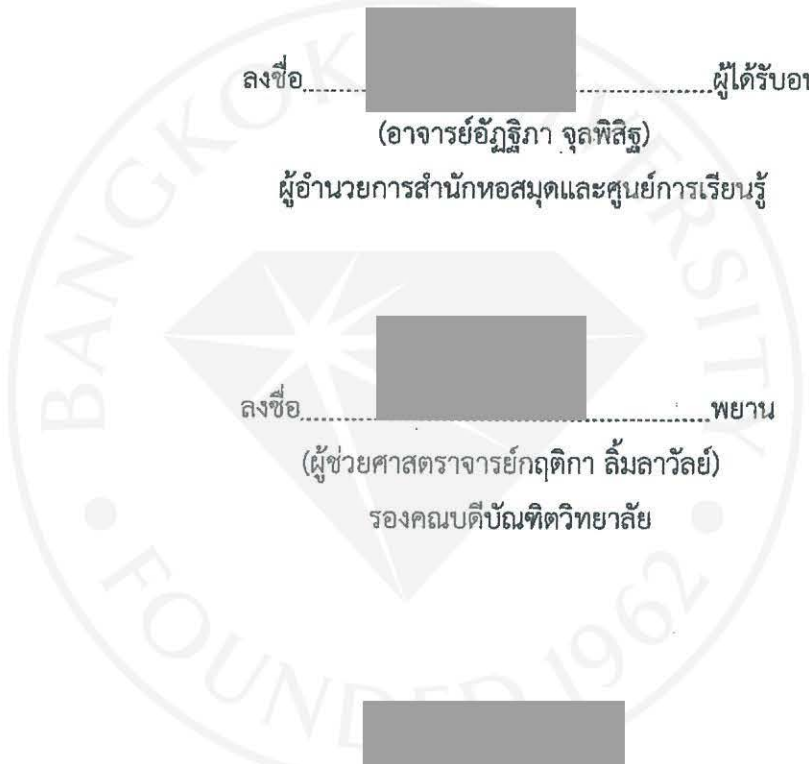 ลงชื่อ........................................ผู้ได้รับอ
(อาจารย์อัฏฐิภา จุลพิสิฐ)
ผู้อำนวยการสำนักหอสมุดและศูนย์การเรียนรู้
ลงชื่อ........................................พยาน
(ผู้ช่วยศาสตราจารย์กฤติกา ลิ้มลาวัลย์)
รองคณบดีบัณฑิตวิทยาลัย
BANGKOK UNIVERSITY
FOUNDED 1962